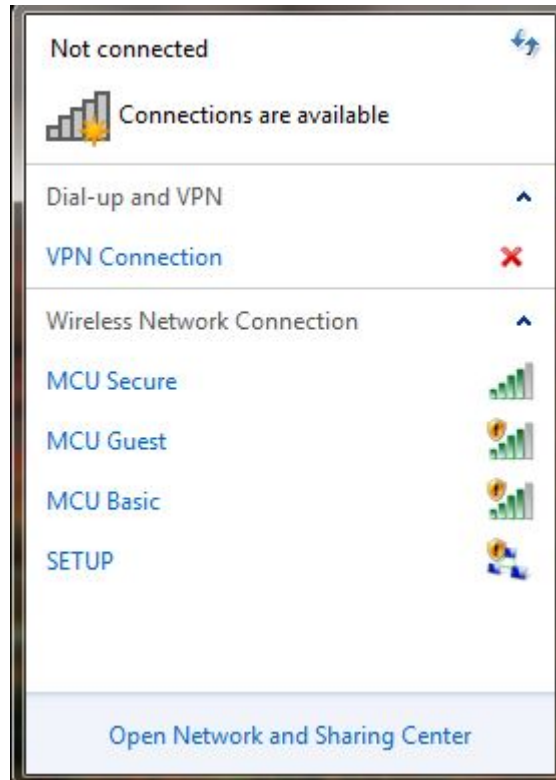 Not connected
Connections are available
Dial-up and VPN
VPN Connection
Wireless Network Connection
MCU Secure
MCU Guest
MCU Basic
SETUP
Open Network and Sharing Center